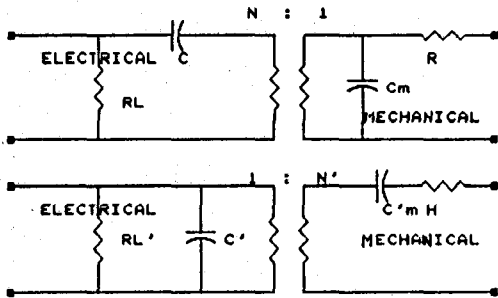 N : 1
ELECTRICAL C R
RL Cm
MECHANICAL
1 : N'
ELECTRICAL C'm H
RL' C' MECHANICAL